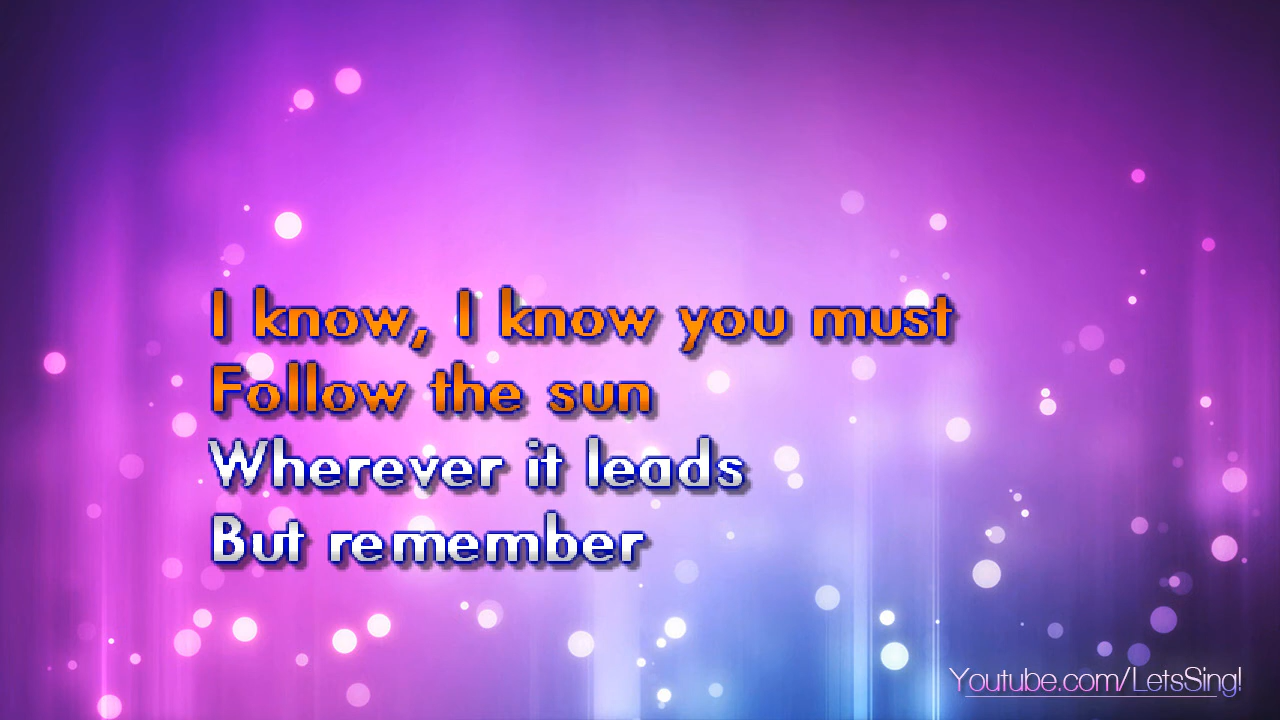 I know, I know you must
Follow the sun
Wherever it leads
But remember
Youtube.com/LetsSing!